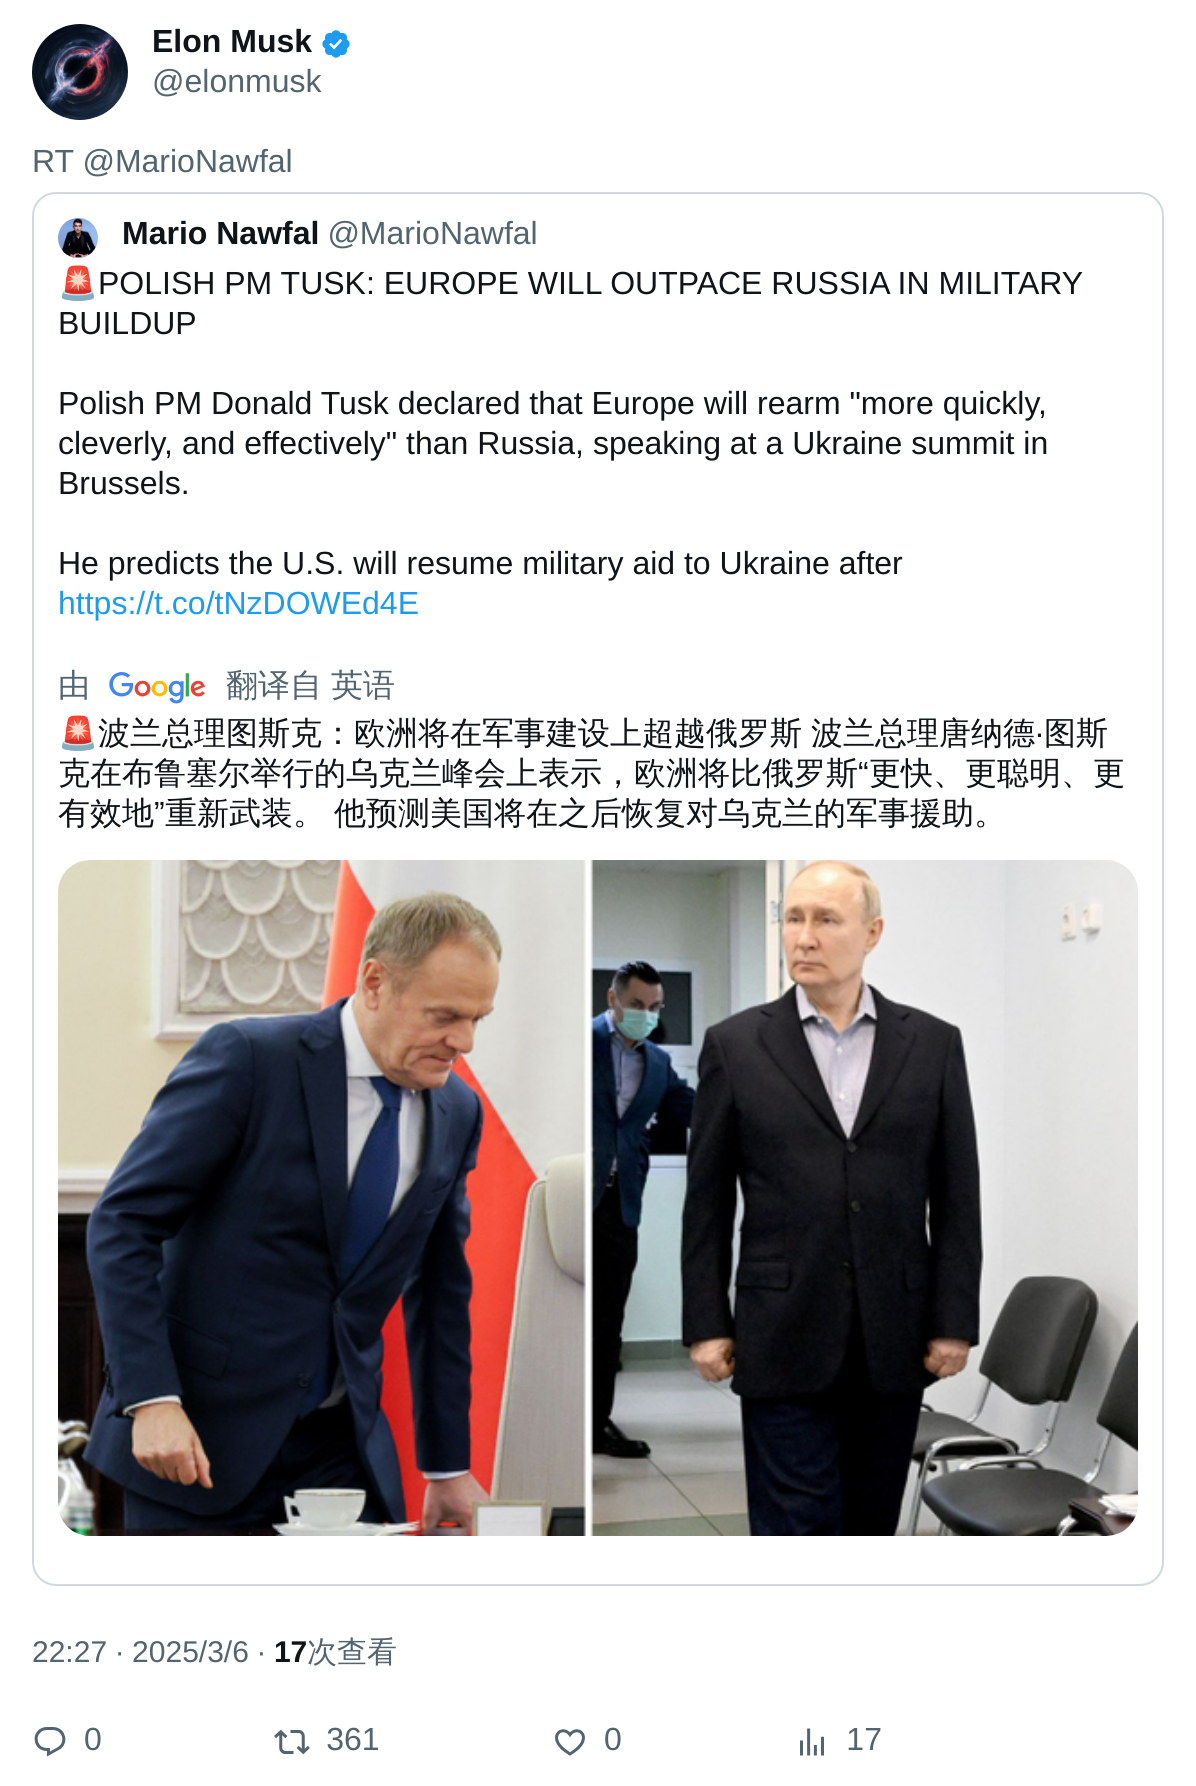 Elon Musk
@elonmusk
RT @MarioNawfal
Mario Nawfal @MarioNawfal
🚨POLISH PM TUSK: EUROPE WILL OUTPACE RUSSIA IN MILITARY
BUILDUP
Polish PM Donald Tusk declared that Europe will rearm "more quickly,
cleverly, and effectively" than Russia, speaking at a Ukraine summit in
Brussels.
He predicts the U.S. will resume military aid to Ukraine after
https://t.co/tNzDOWEd4E
由 Google 翻译自 英语
🚨波兰总理图斯克：欧洲将在军事建设上超越俄罗斯 波兰总理唐纳德·图斯
克在布鲁塞尔举行的乌克兰峰会上表示，欧洲将比俄罗斯“更快、更聪明、更
有效地”重新武装。 他预测美国将在之后恢复对乌克兰的军事援助。
22:27 · 2025/3/6 · 17次查看
0 361 0 17